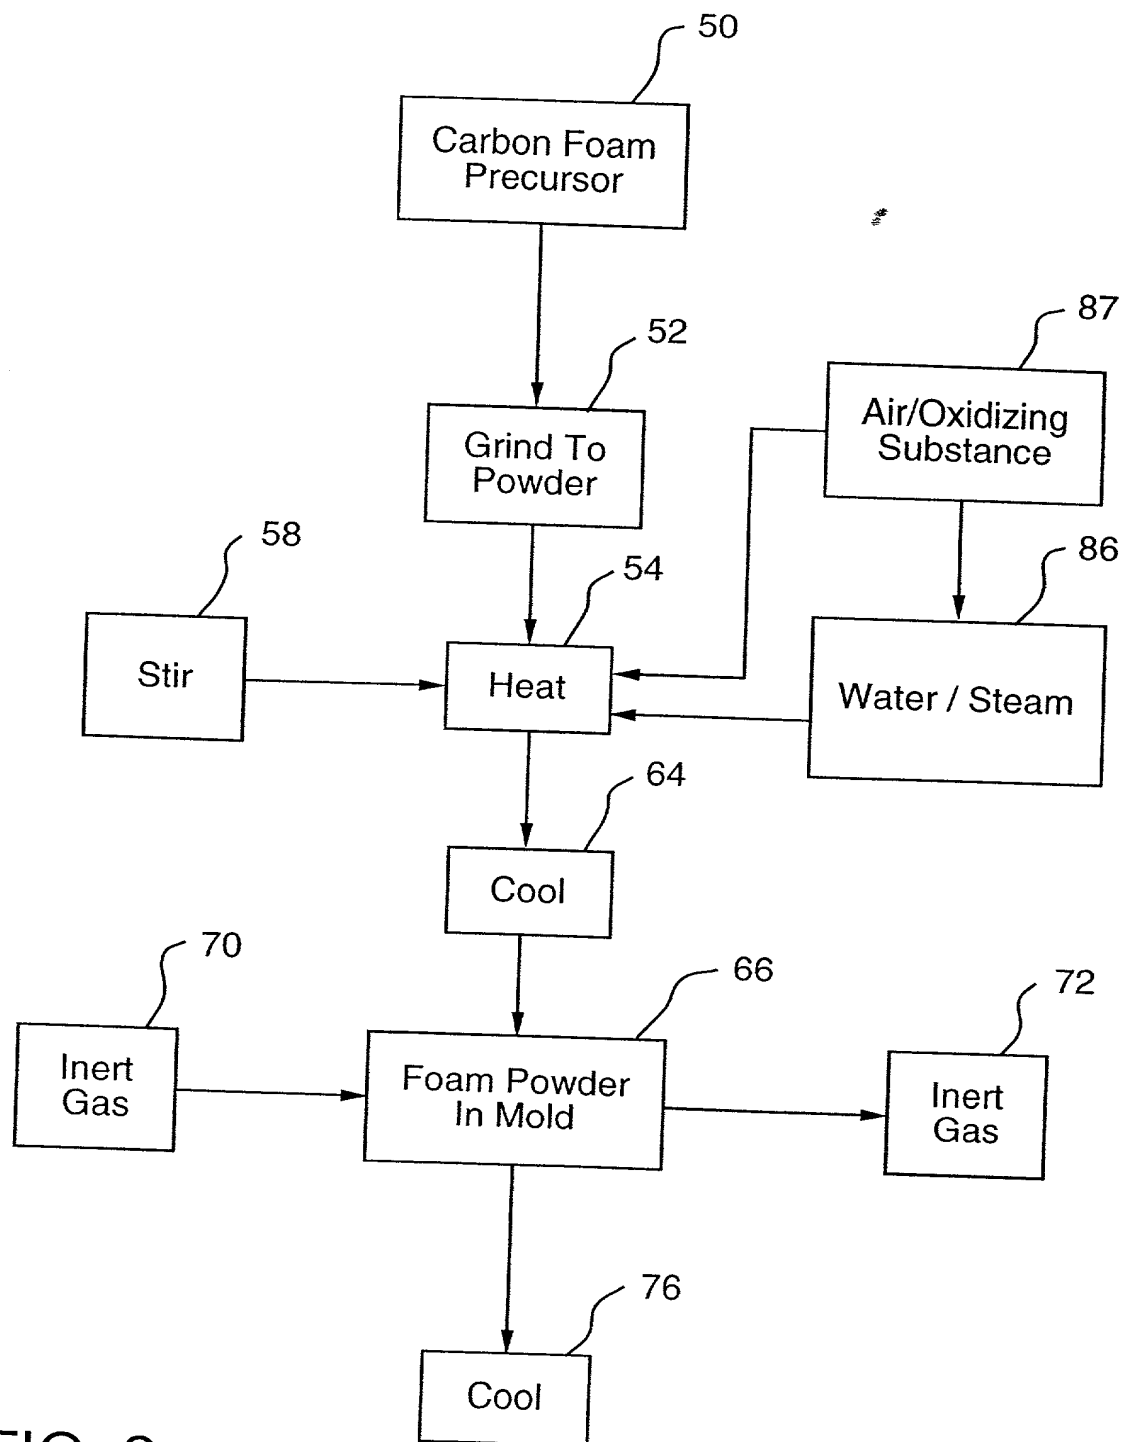 50
Carbon Foam
Precursor
52
Grind To
Powder
87
Air/Oxidizing
Substance
58
Stir
54
Heat
86
Water / Steam
64
Cool
70
Inert
Gas
66
Foam Powder
In Mold
72
Inert
Gas
76
Cool